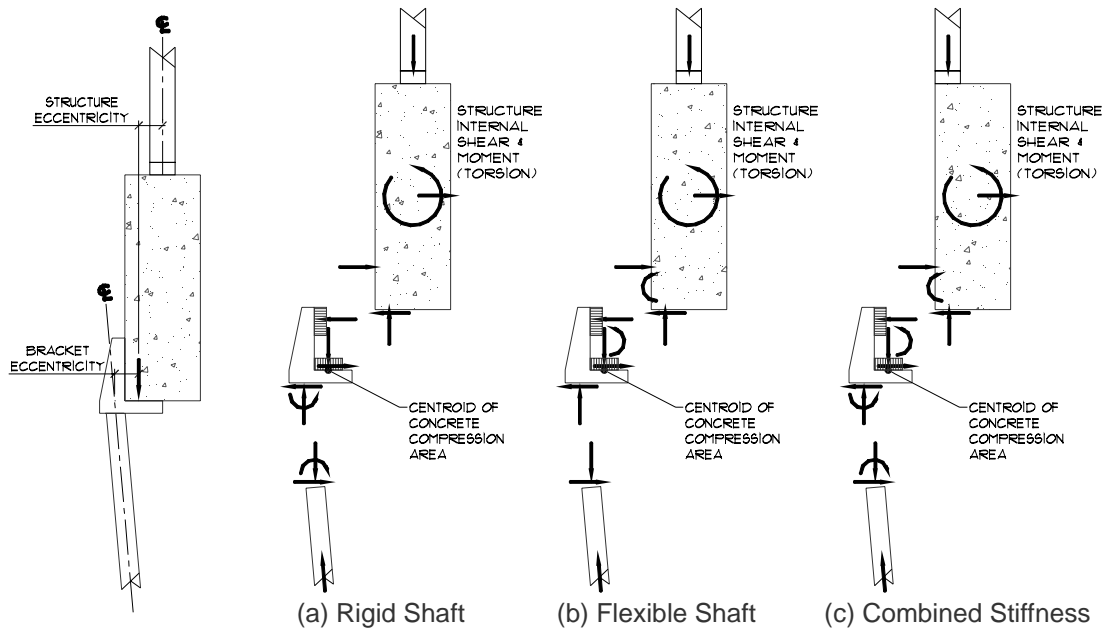 ℄
STRUCTURE
ECCENTRICITY
℄
BRACKET
ECCENTRICITY
STRUCTURE
INTERNAL
SHEAR &
MOMENT
(TORSION)
CENTROID OF
CONCRETE
COMPRESSION
AREA
(a) Rigid Shaft
STRUCTURE
INTERNAL
SHEAR &
MOMENT
(TORSION)
CENTROID OF
CONCRETE
COMPRESSION
AREA
(b) Flexible Shaft
STRUCTURE
INTERNAL
SHEAR &
MOMENT
(TORSION)
CENTROID OF
CONCRETE
COMPRESSION
AREA
(c) Combined Stiffness